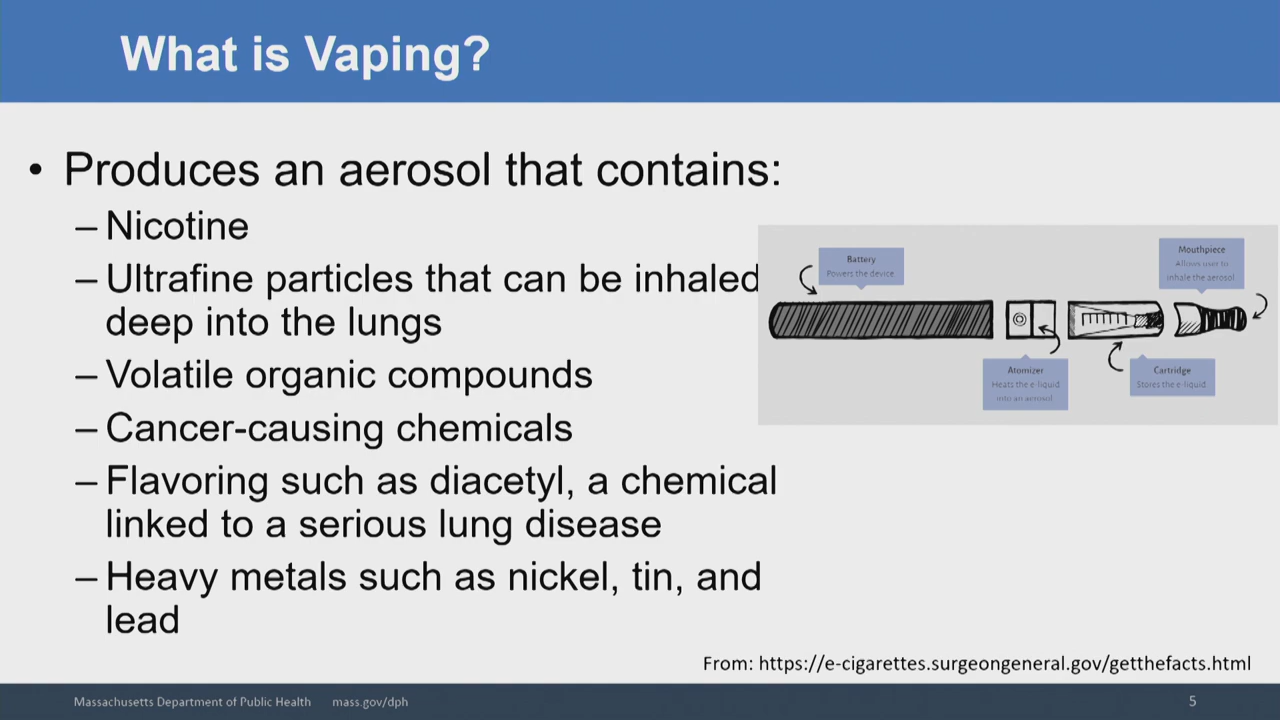 What is Vaping?
• Produces an aerosol that contains:
– Nicotine
– Ultrafine particles that can be inhaled
deep into the lungs
– Volatile organic compounds
– Cancer-causing chemicals
– Flavoring such as diacetyl, a chemical
linked to a serious lung disease
– Heavy metals such as nickel, tin, and
lead
Battery
Powers the device
Mouthpiece
Allows user to
inhale the aerosol
Atomizer
Heats the e-liquid
into an aerosol
Cartridge
Stores the e-liquid
From: https://e-cigarettes.surgeongeneral.gov/getthefacts.html
Massachusetts Department of Public Health mass.gov/dph
5